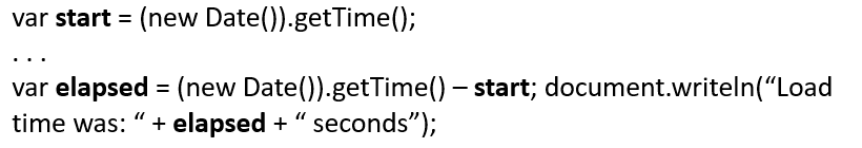 var start = (new Date()).getTime();
. . .
var elapsed = (new Date()).getTime() – start; document.writeln(“Load
time was: “ + elapsed + “ seconds”);